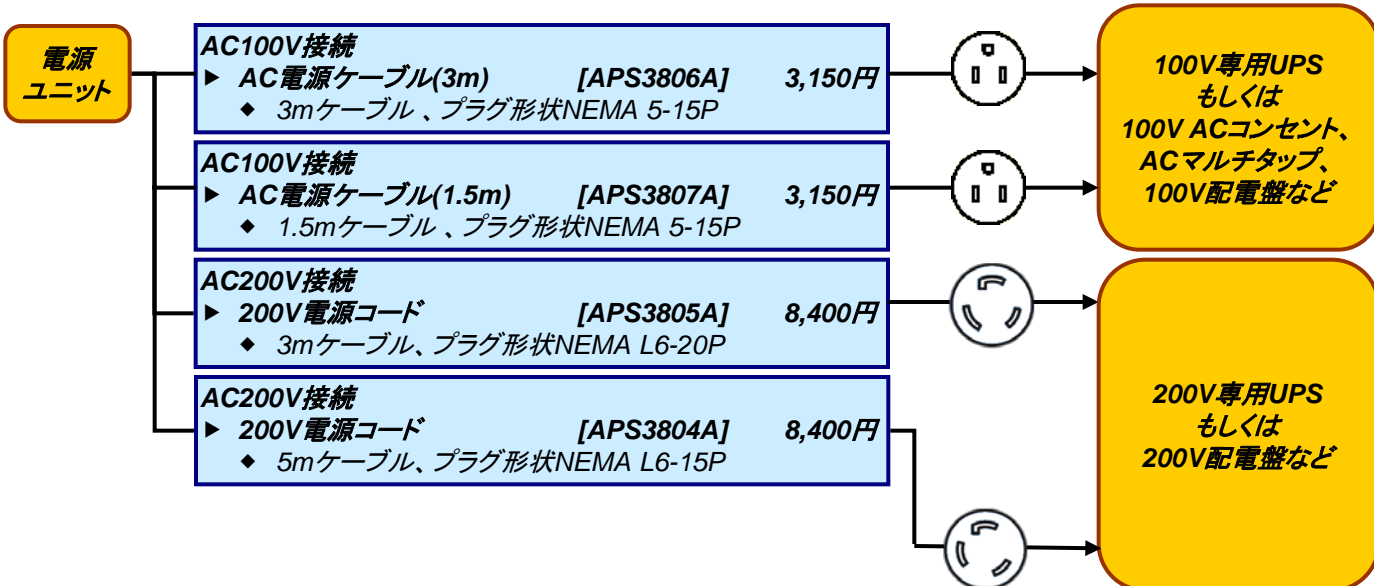 電源
ユニット
AC100V接続
► AC電源ケーブル(3m) [APS3806A] 3,150円
◆ 3mケーブル 、プラグ形状NEMA 5-15P
AC100V接続
► AC電源ケーブル(1.5m) [APS3807A] 3,150円
◆ 1.5mケーブル 、プラグ形状NEMA 5-15P
AC200V接続
► 200V電源コード [APS3805A] 8,400円
◆ 3mケーブル、プラグ形状NEMA L6-20P
AC200V接続
► 200V電源コード [APS3804A] 8,400円
◆ 5mケーブル、プラグ形状NEMA L6-15P
100V専用UPS
もしくは
100V ACコンセント、
ACマルチタップ、
100V配電盤など
200V専用UPS
もしくは
200V配電盤など